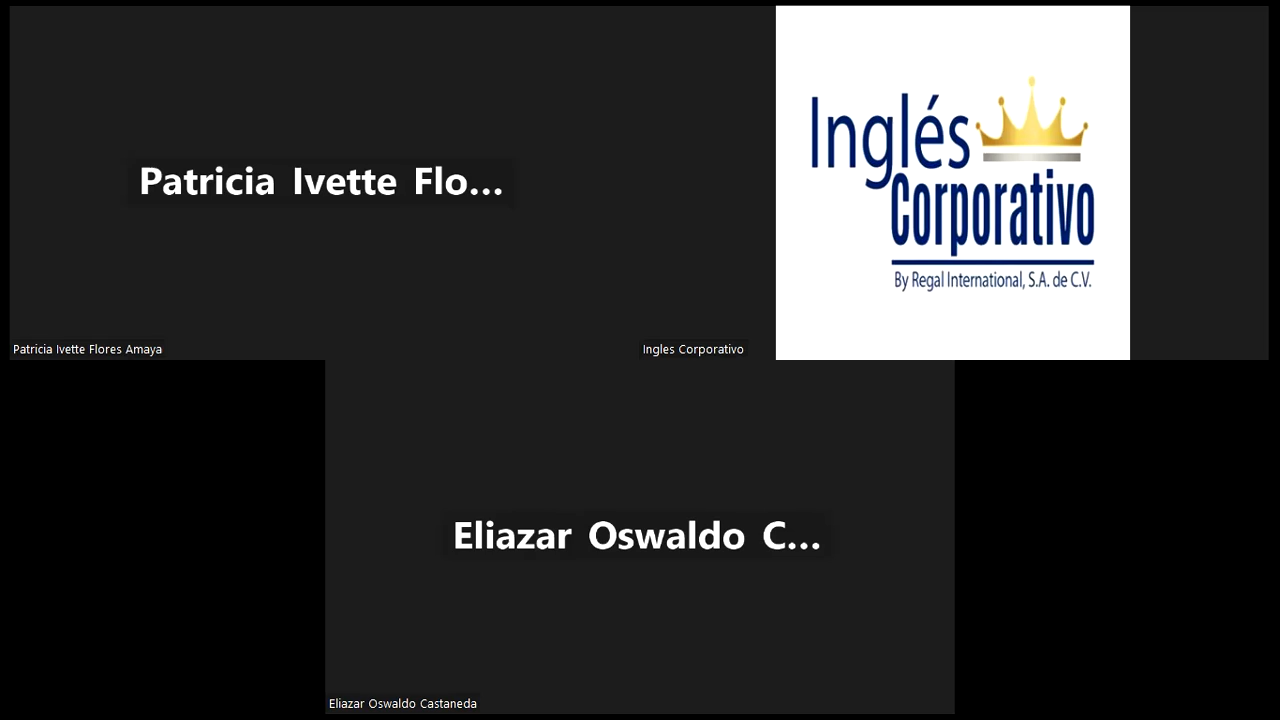 Patricia Ivette Flo...
Patricia Ivette Flores Amaya
Inglés
Corporativo
By Regal International, S.A. de C.V.
Ingles Corporativo
Eliazar Oswaldo C...
Eliazar Oswaldo Castaneda